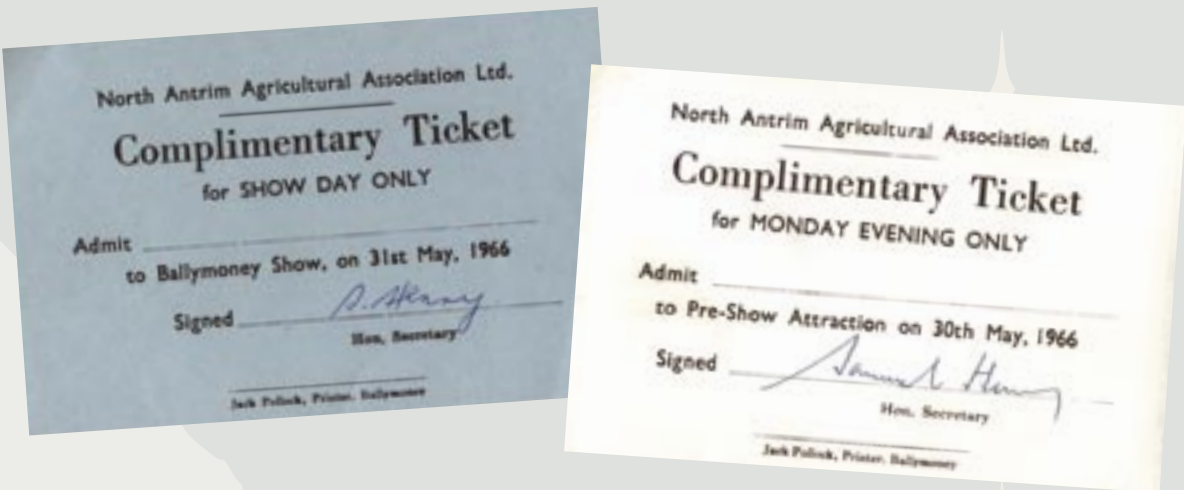 North Antrim Agricultural Association Ltd.
Complimentary Ticket
for SHOW DAY ONLY
Admit
to Ballymoney Show, on 31st May, 1966
Signed S. Henry
Hon. Secretary
Jack Pollock, Printer, Ballymoney
North Antrim Agricultural Association Ltd.
Complimentary Ticket
for MONDAY EVENING ONLY
Admit
to Pre-Show Attraction on 30th May, 1966
Signed Samuel Henry
Hon. Secretary
Jack Pollock, Printer, Ballymoney